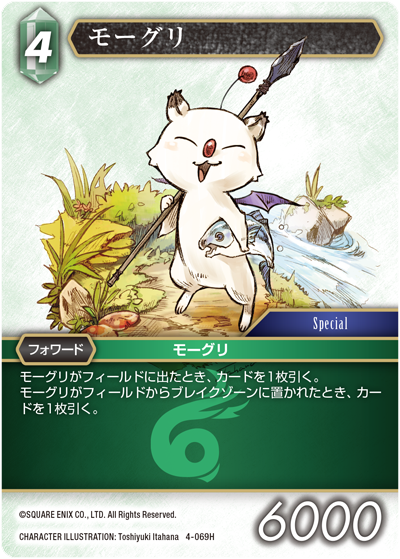 4
モーグリ
Special
フォワード
モーグリ
モーグリがフィールドに出たとき、カードを1枚引く。
モーグリがフィールドからブレイクゾーンに置かれたとき、カー
ドを1枚引く。
©SQUARE ENIX CO., LTD. All Rights Reserved.
CHARACTER ILLUSTRATION: Toshiyuki Itahana 4-069H
6000